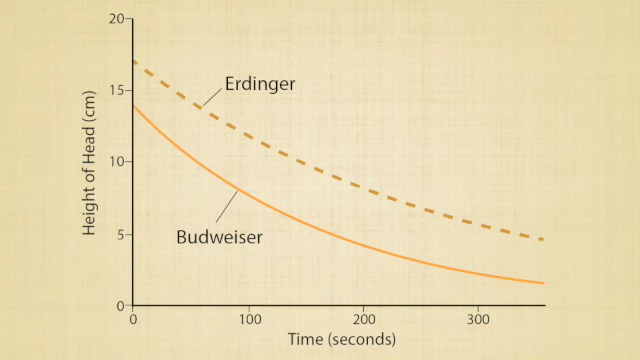 20
15
10
5
0
Height of Head (cm)
Erdinger
Budweiser
0 100 200 300
Time (seconds)